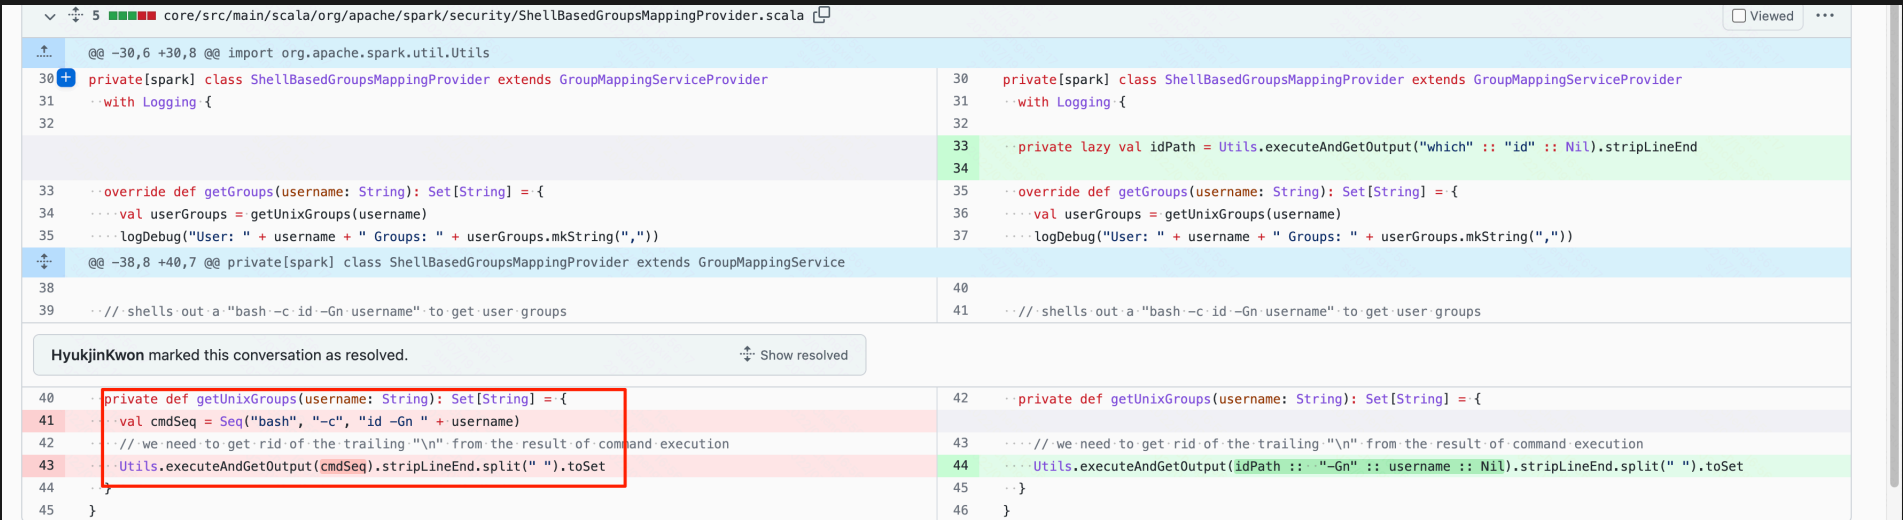 5 core/src/main/scala/org/apache/spark/security/ShellBasedGroupsMappingProvider.scala Viewed
@@ -30,6 +30,8 @@ import org.apache.spark.util.Utils
30 private[spark] class ShellBasedGroupsMappingProvider extends GroupMappingServiceProvider
31 with Logging {
32
33 override def getGroups(username: String): Set[String] = {
34 val userGroups = getUnixGroups(username)
35 logDebug("User: " + username + " Groups: " + userGroups.mkString(","))
30 private[spark] class ShellBasedGroupsMappingProvider extends GroupMappingServiceProvider
31 with Logging {
32
33 private lazy val idPath = Utils.executeAndGetOutput("which" :: "id" :: Nil).stripLineEnd
34
35 override def getGroups(username: String): Set[String] = {
36 val userGroups = getUnixGroups(username)
37 logDebug("User: " + username + " Groups: " + userGroups.mkString(","))
@@ -38,8 +40,7 @@ private[spark] class ShellBasedGroupsMappingProvider extends GroupMappingService
38
39 // shells out a "bash -c id -Gn username" to get user groups
40
41 // shells out a "bash -c id -Gn username" to get user groups
HyukjinKwon marked this conversation as resolved. Show resolved
40 private def getUnixGroups(username: String): Set[String] = {
41 val cmdSeq = Seq("bash", "-c", "id -Gn " + username)
42 // we need to get rid of the trailing "\n" from the result of command execution
43 Utils.executeAndGetOutput(cmdSeq).stripLineEnd.split(" ").toSet
44 }
45 }
42 private def getUnixGroups(username: String): Set[String] = {
43 // we need to get rid of the trailing "\n" from the result of command execution
44 Utils.executeAndGetOutput(idPath :: "-Gn" :: username :: Nil).stripLineEnd.split(" ").toSet
45 }
46 }